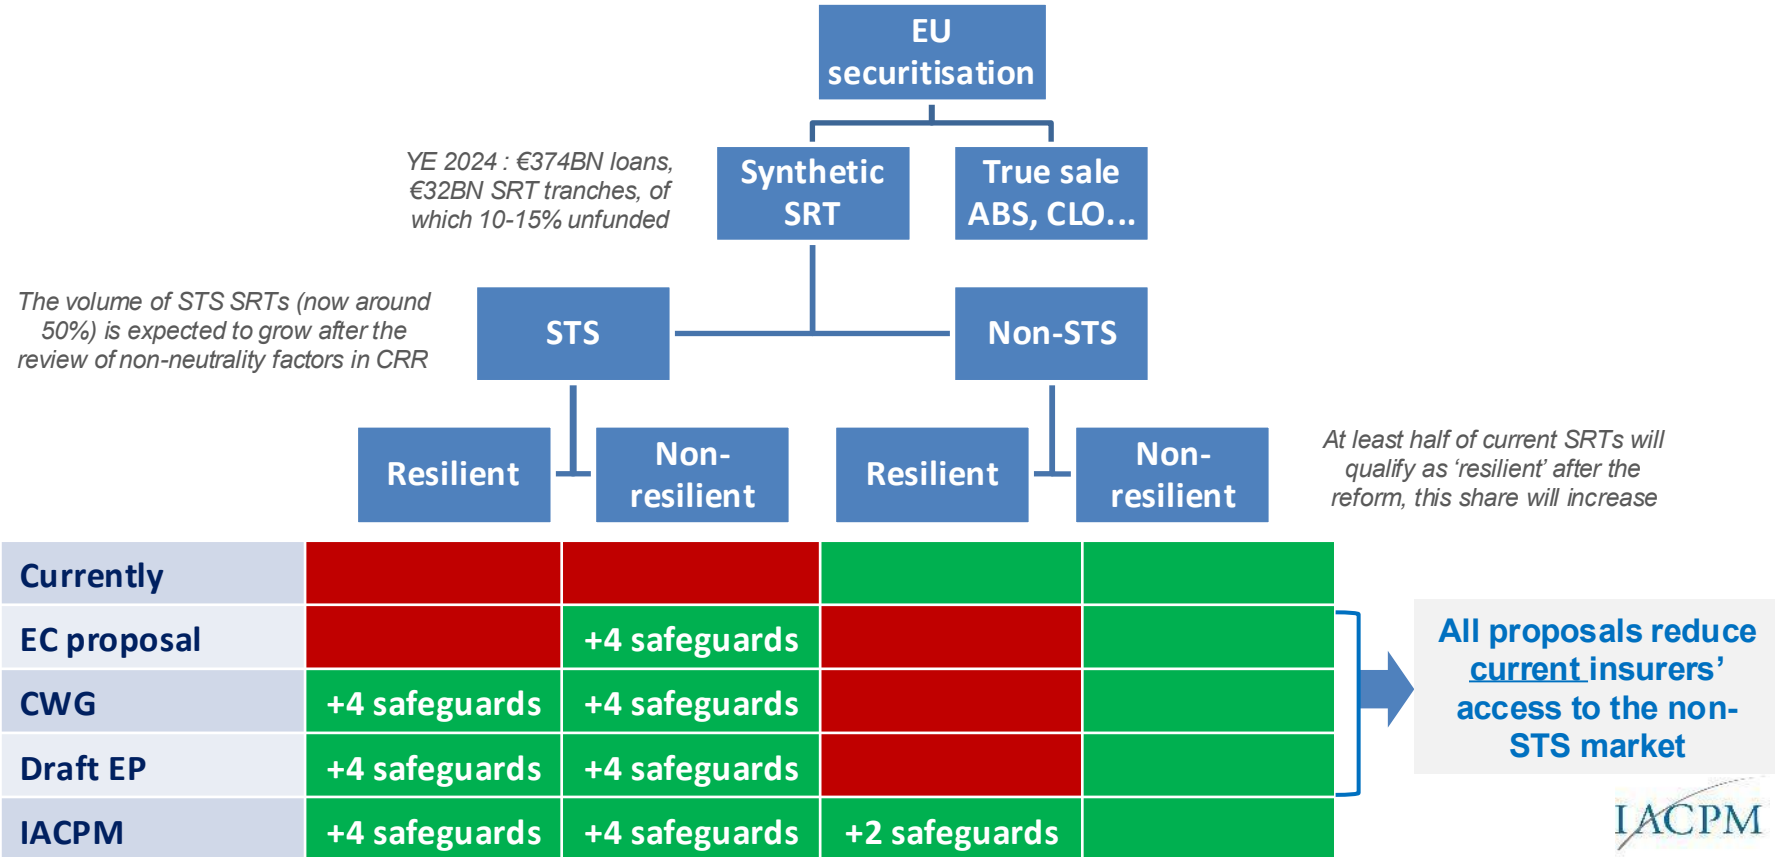 EU
securitisation
YE 2024 : €374BN loans,
€32BN SRT tranches, of
which 10-15% unfunded
Synthetic
SRT
True sale
ABS, CLO...
The volume of STS SRTs (now around
50%) is expected to grow after the
review of non-neutrality factors in CRR
STS
Non-STS
Resilient
Non-
resilient
Resilient
Non-
resilient
At least half of current SRTs will
qualify as ‘resilient’ after the
reform, this share will increase
Currently
EC proposal
+4 safeguards
CWG
+4 safeguards
+4 safeguards
Draft EP
+4 safeguards
+4 safeguards
IACPM
+4 safeguards
+4 safeguards
+2 safeguards
All proposals reduce
current insurers’
access to the non-
STS market
IACPM